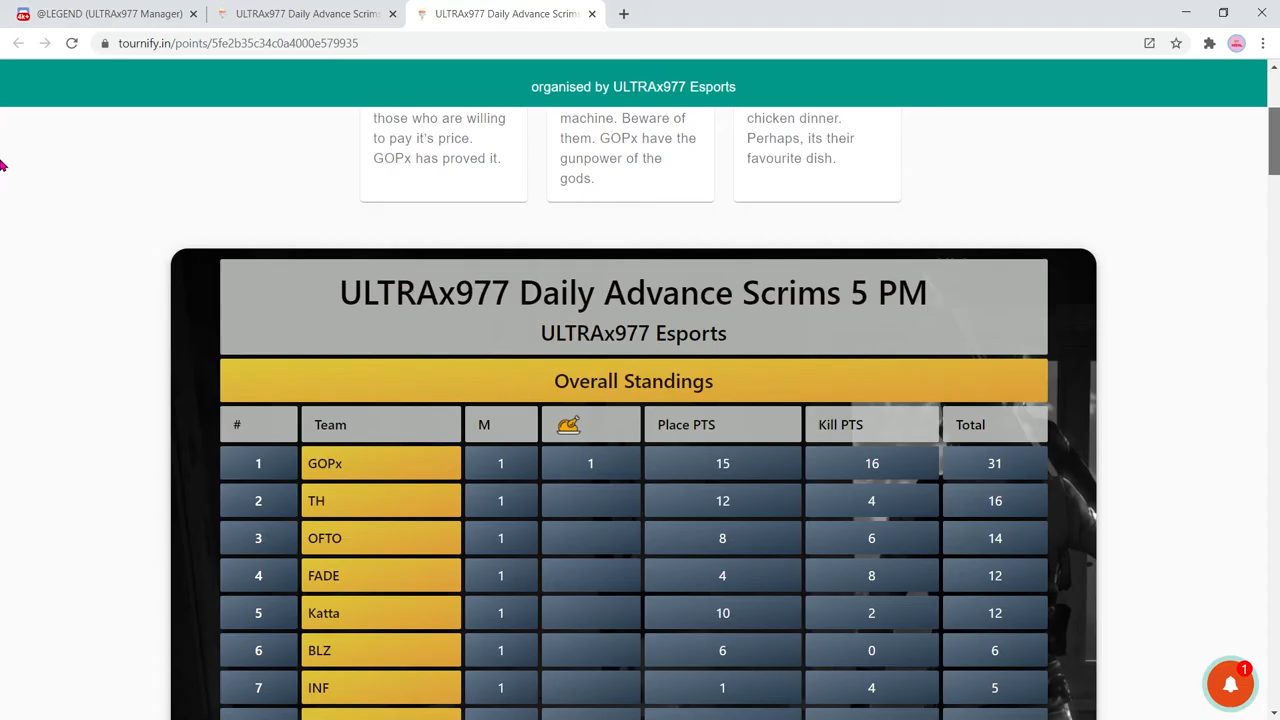 @LEGEND (ULTRAx977 Manager)
ULTRAx977 Daily Advance Scrims
ULTRAx977 Daily Advance Scrims
tournify.in/points/5fe2b35c34c0a4000e579935
organised by ULTRAx977 Esports
those who are willing
to pay it's price.
GOPx has proved it.
machine. Beware of
them. GOPx have the
gunpower of the
gods.
chicken dinner.
Perhaps, its their
favourite dish.
ULTRAx977 Daily Advance Scrims 5 PM
ULTRAx977 Esports
Overall Standings
# Team M Place PTS Kill PTS Total
1 GOPx 1 1 15 16 31
2 TH 1 12 4 16
3 OFTO 1 8 6 14
4 FADE 1 4 8 12
5 Katta 1 10 2 12
6 BLZ 1 6 0 6
7 INF 1 1 4 5
1